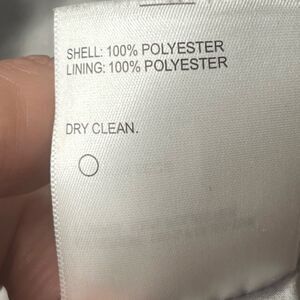 SHELL: 100% POLYESTER
LINING: 100% POLYESTER
DRY CLEAN.